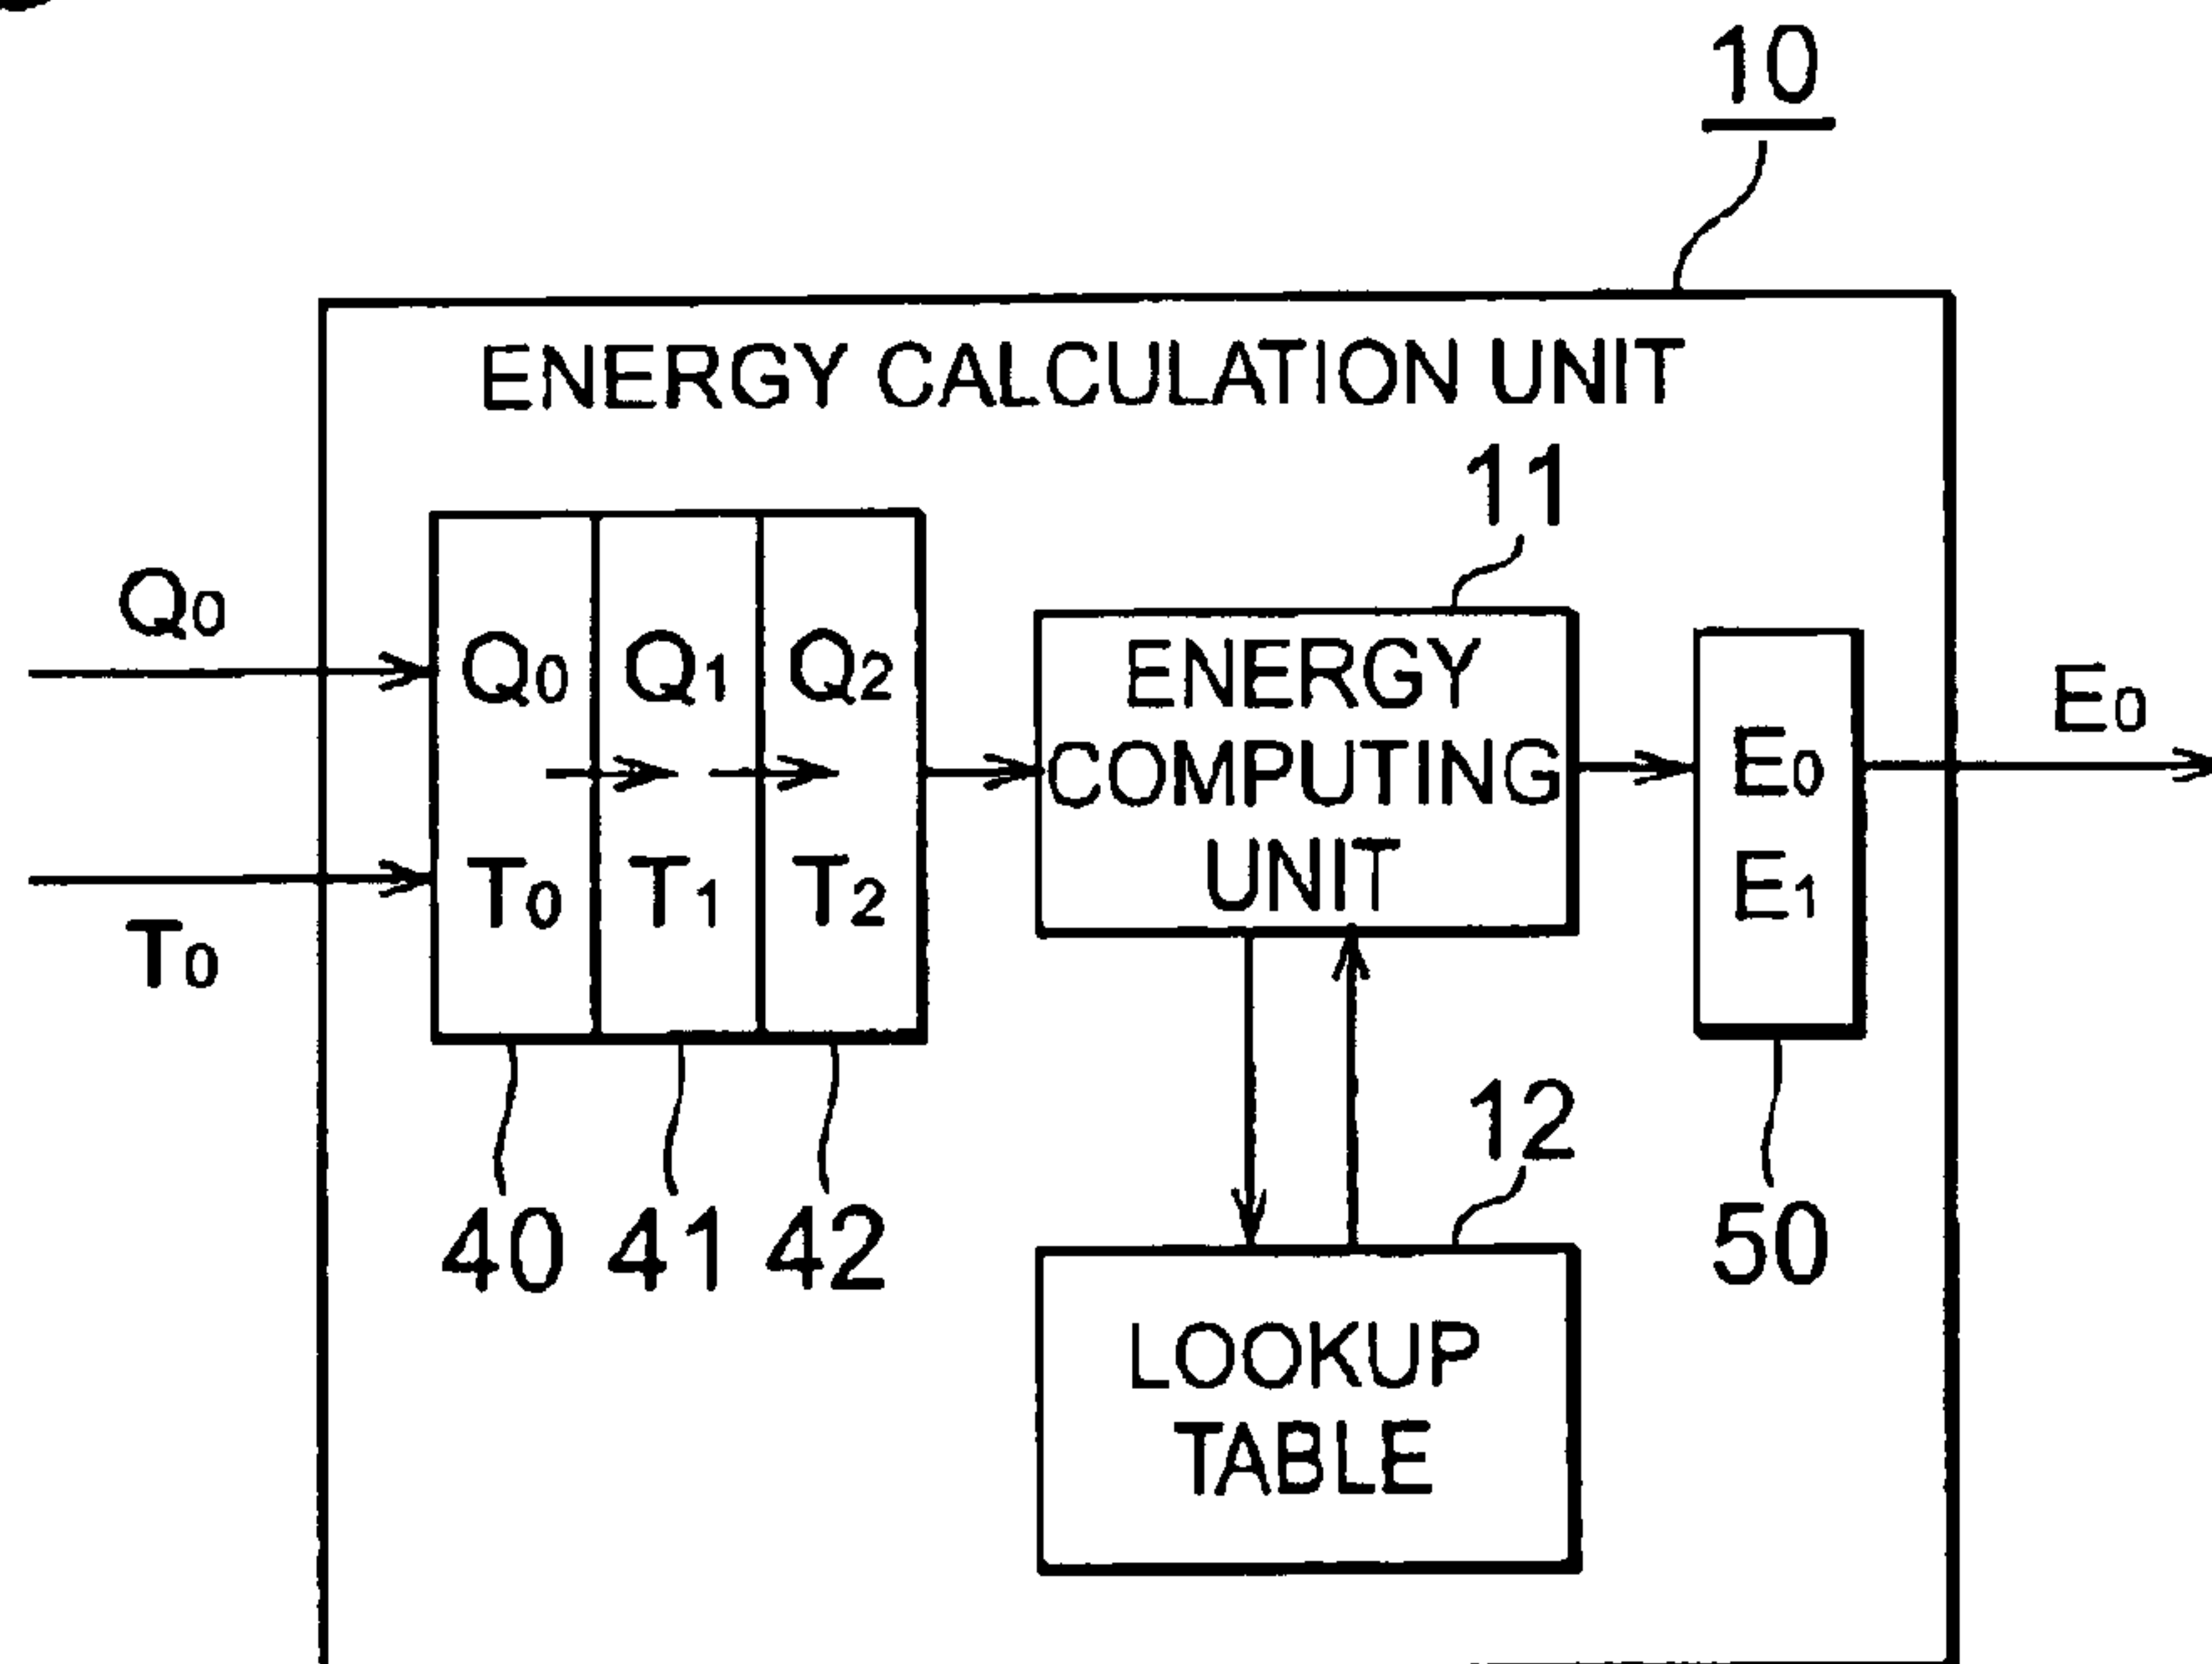 10
ENERGY CALCULATION UNIT
11
Q0
Q0 Q1 Q2
ENERGY
COMPUTING
UNIT
E0
E1
E0
T0 T1 T2
T0
12
40 41 42
50
LOOKUP
TABLE